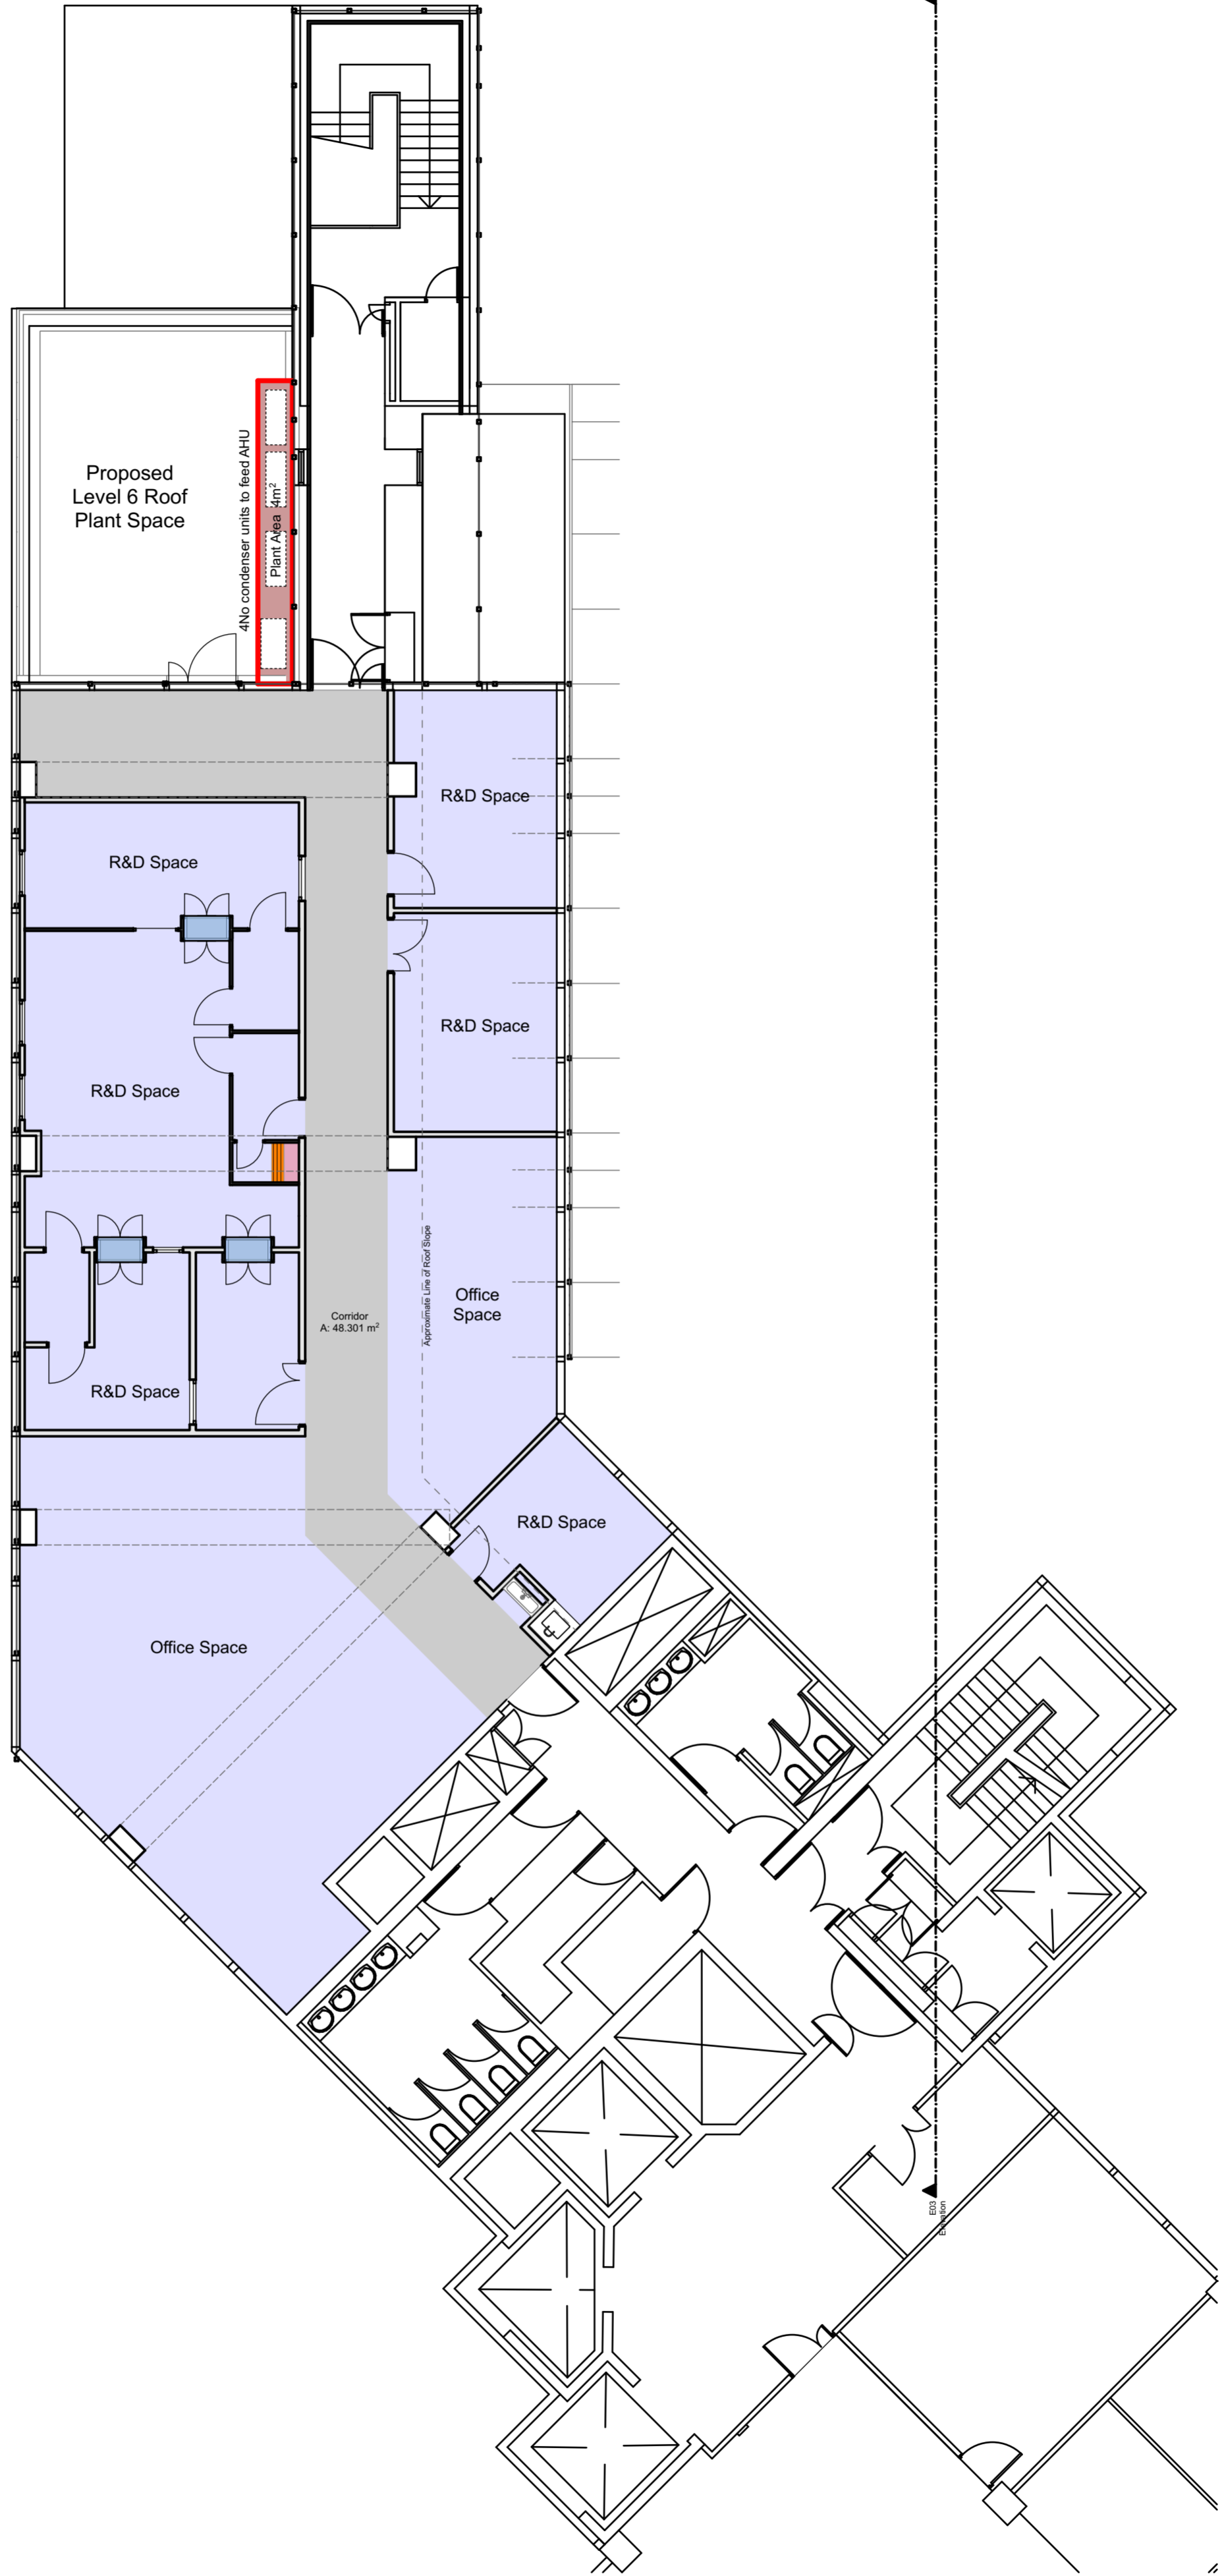 Proposed
Level 6 Roof
Plant Space
4No condenser units to feed AHU
Plant Area 4m²
R&D Space
R&D Space
R&D Space
R&D Space
Office
Space
Approximate Line of Roof Slope
Corridor
A: 48.301 m²
R&D Space
R&D Space
Office Space
E03
Elevation